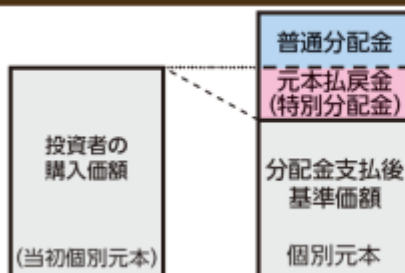 普通分配金
元本払戻金
(特別分配金)
投資者の
購入価額
(当初個別元本)
分配金支払後
基準価額
個別元本